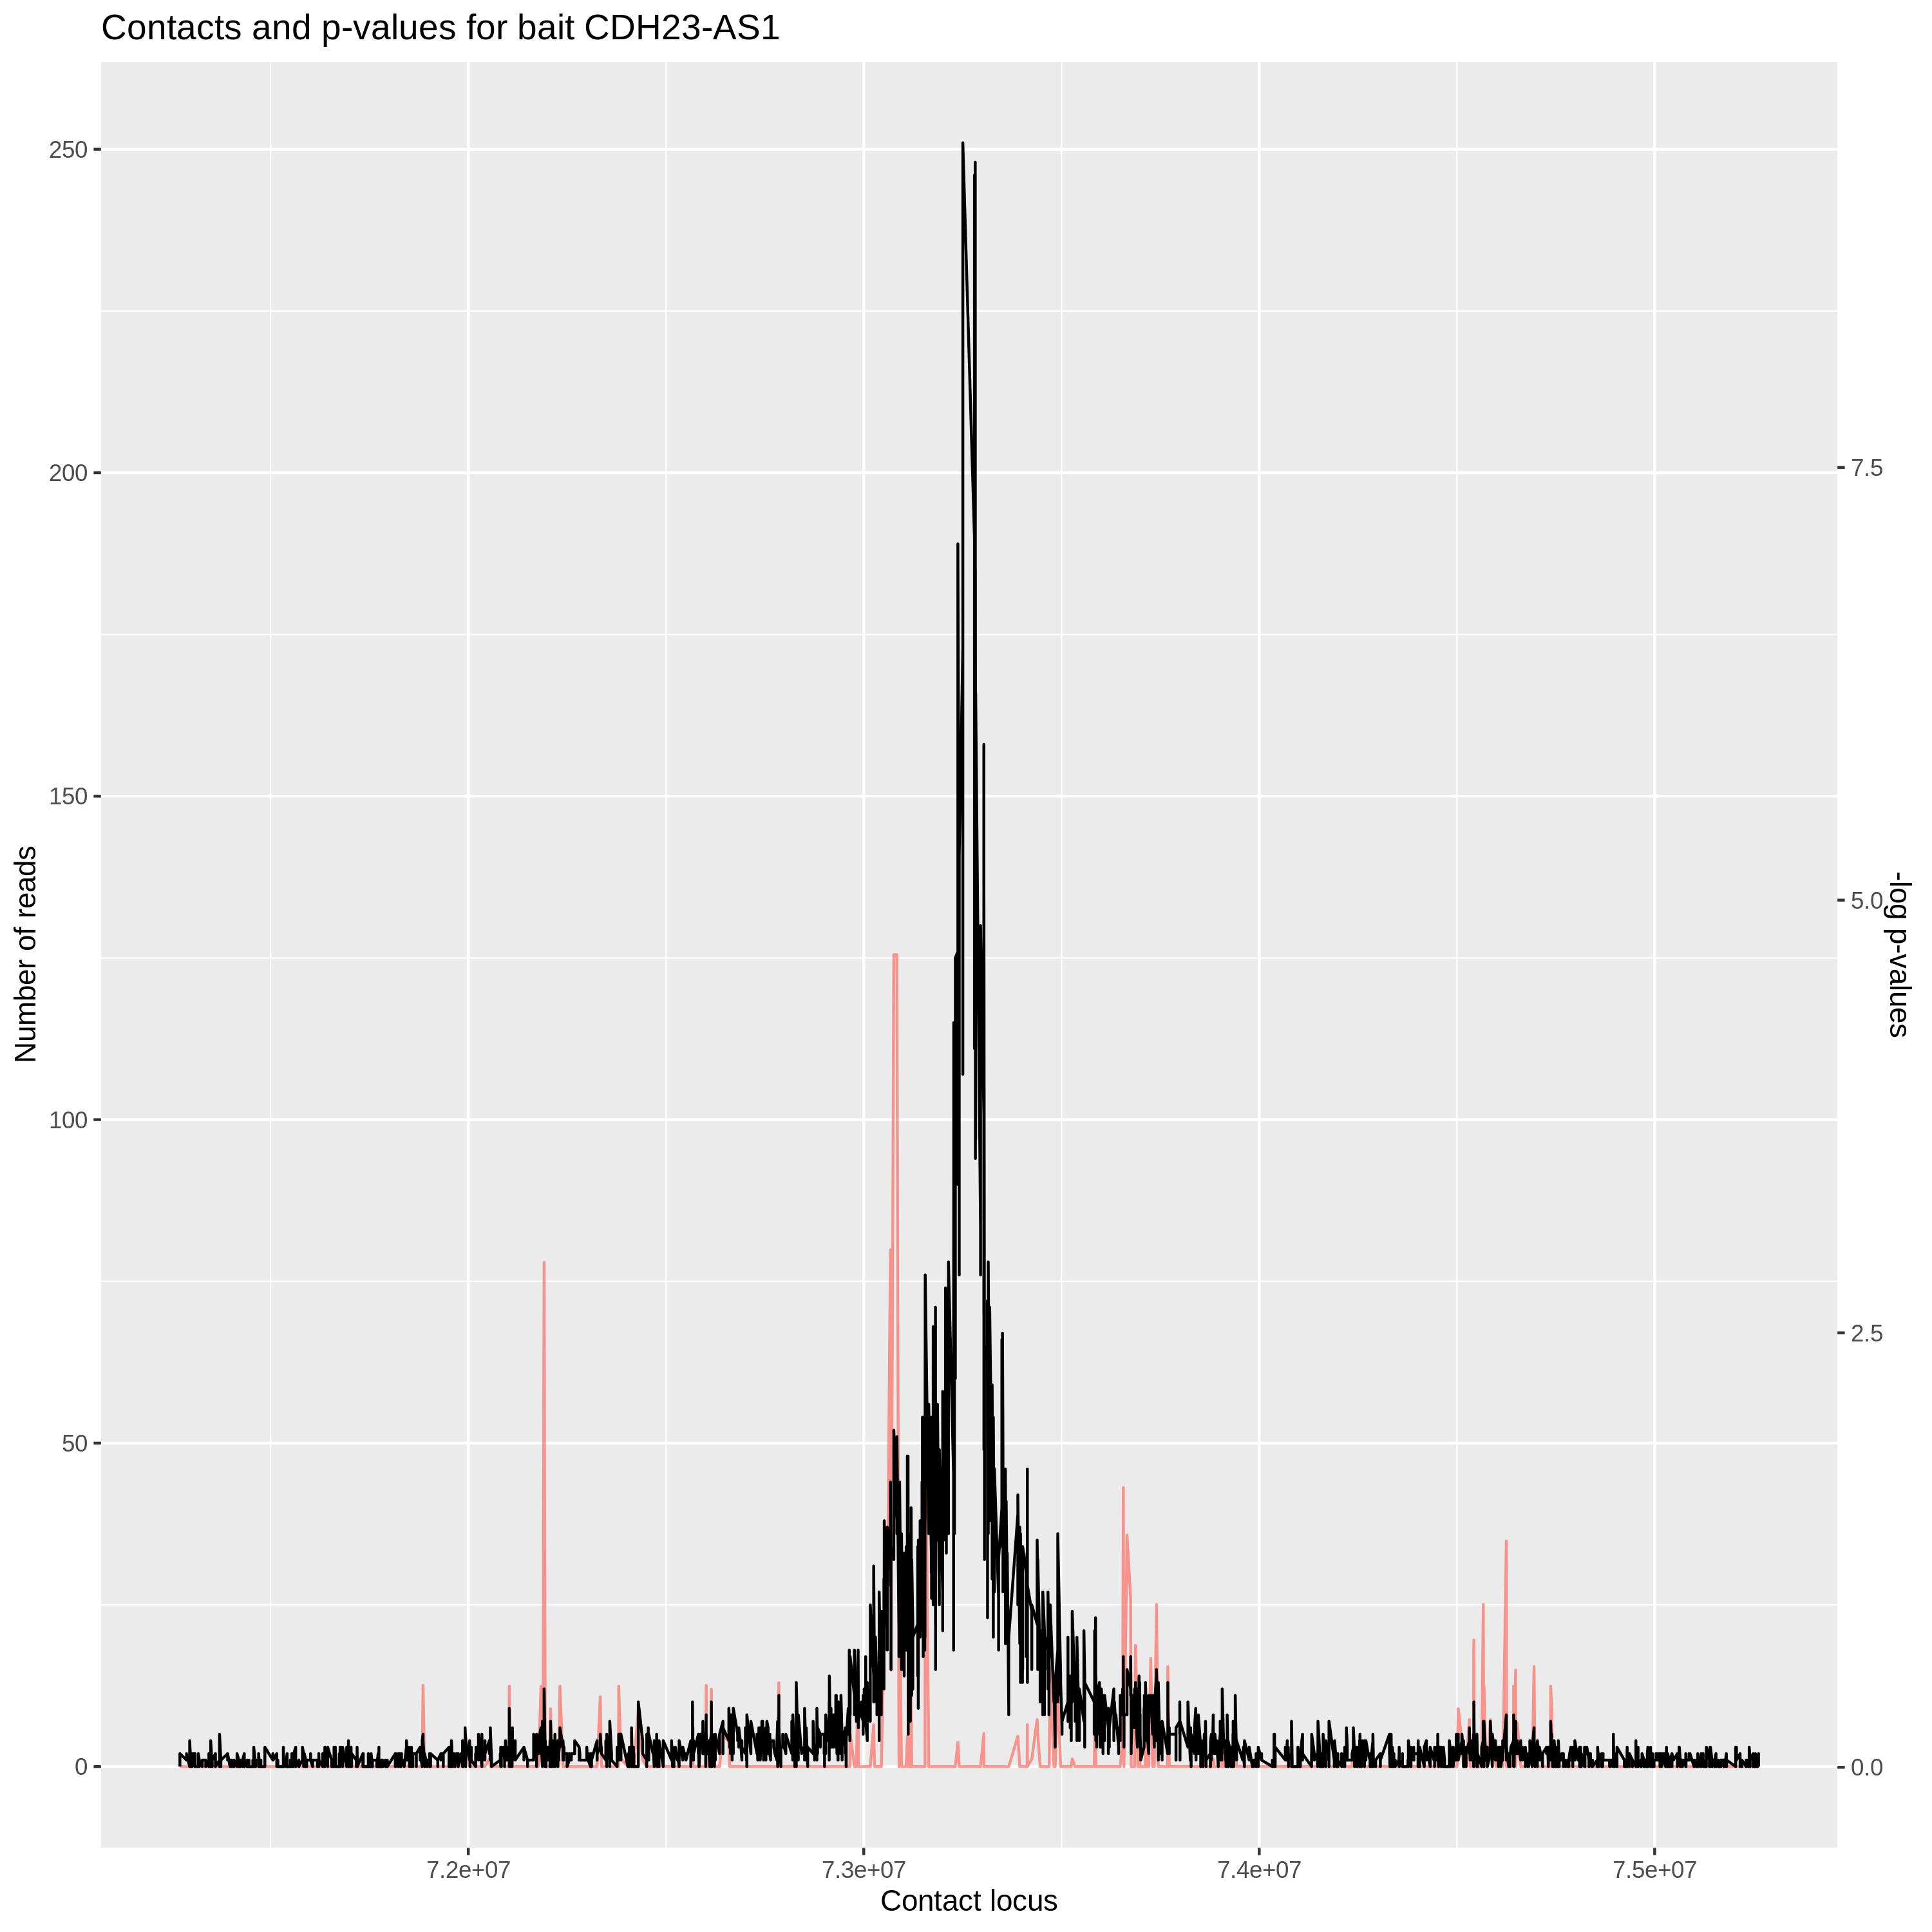 Contacts and p-values for bait CDH23-AS1
250
200
150
100
50
0
Number of reads
7.5
5.0
2.5
0.0
-log p-values
7.2e+07
7.3e+07
7.4e+07
7.5e+07
Contact locus